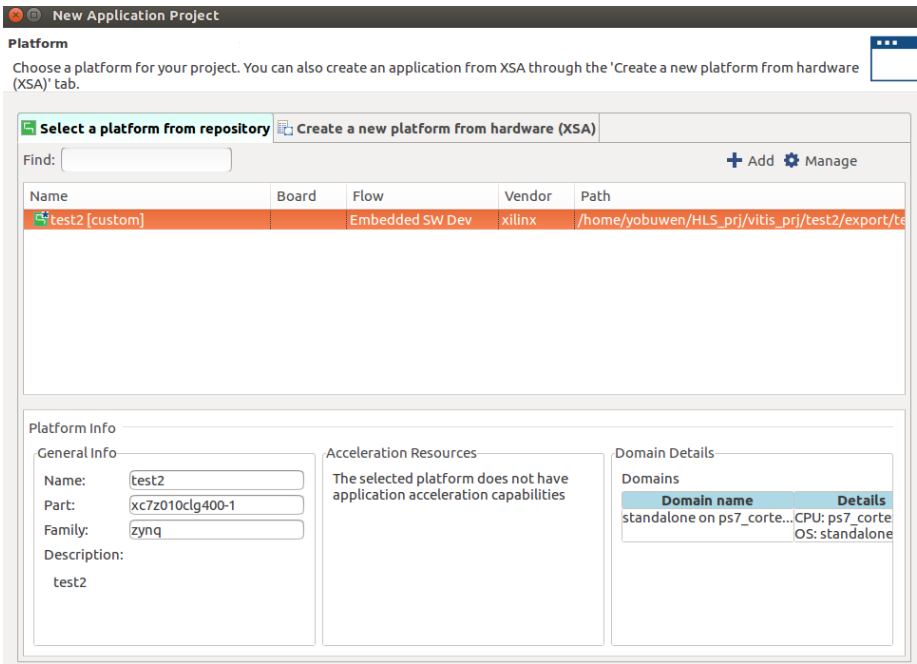 New Application Project
Platform
Choose a platform for your project. You can also create an application from XSA through the 'Create a new platform from hardware
(XSA)' tab.
Select a platform from repository Create a new platform from hardware (XSA)
Find: Add Manage
Name Board Flow Vendor Path
test2 [custom] Embedded SW Dev xilinx /home/yobuwen/HLS_prj/vitis_prj/test2/export/te
Platform Info
General Info
Name: test2
Part: xc7z010clg400-1
Family: zynq
Description:
test2
Acceleration Resources
The selected platform does not have
application acceleration capabilities
Domain Details
Domains
Domain name Details
standalone on ps7_corte... CPU: ps7_corte
OS: standalone